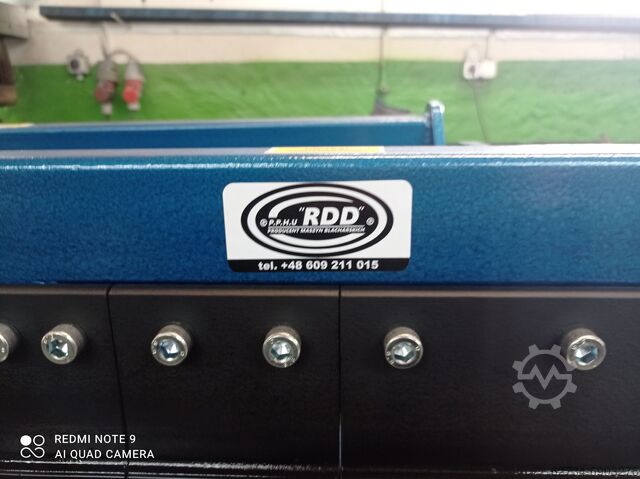 ® P.P.H.U "RDD" ®
PRODUCENT MASZYN BLACHARSKICH
tel. +48 609 211 015
REDMI NOTE 9
AI QUAD CAMERA